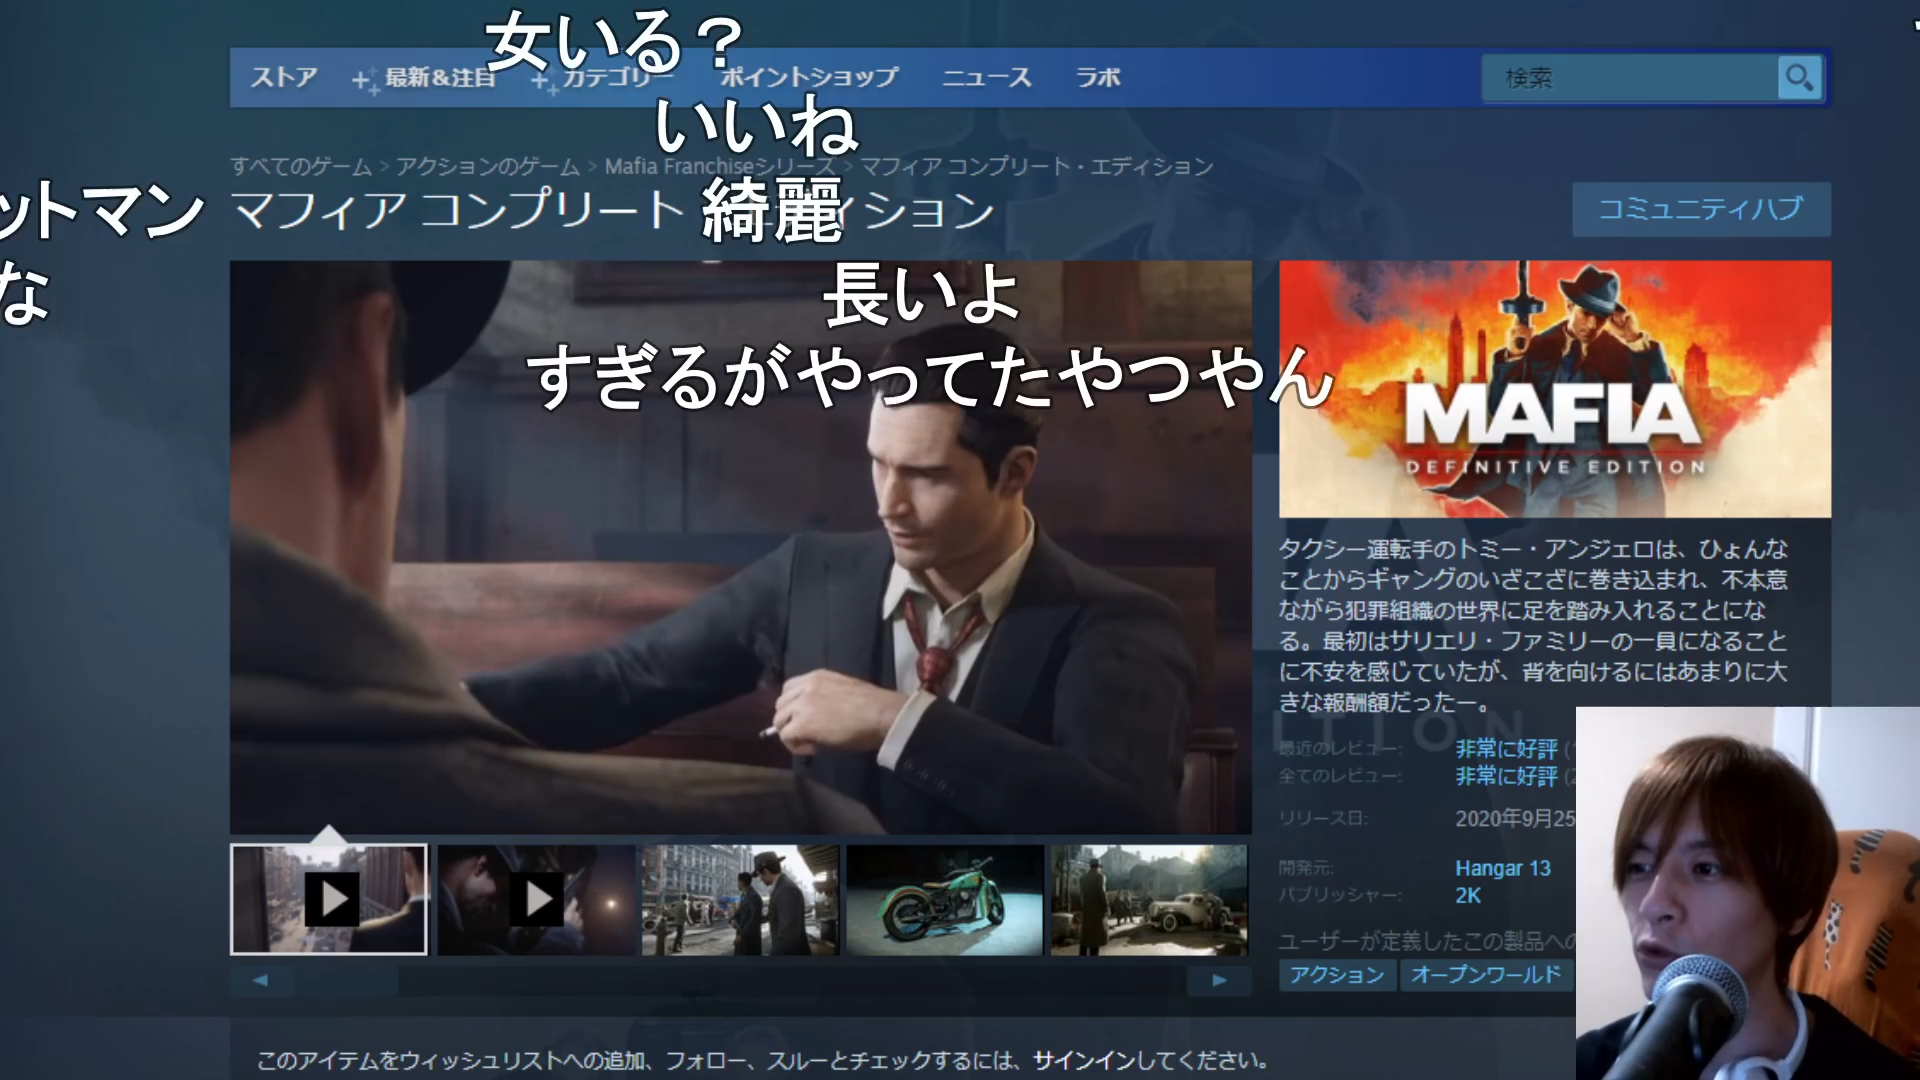 女いる？
ストア
最新&注目
カテゴリー
ポイントショップ
ニュース
ラボ
検索
いいね
すべてのゲーム > アクションのゲーム > Mafia Franchiseシリーズ > マフィア コンプリート・エディション
ットマン
マフィア コンプリート
ィション
綺麗
コミュニティハブ
な
長いよ
すぎるがやってたやつやん
MAFIA
DEFINITIVE EDITION
タクシー運転手のトミー・アンジェロは、ひょんな
ことからギャングのいざこざに巻き込まれ、不本意
ながら犯罪組織の世界に足を踏み入れることにな
る。最初はサリエリ・ファミリーの一員になること
に不安を感じていたが、背を向けるにはあまりに大
きな報酬額だったー。
ITION
最近のレビュー: 非常に好評
全てのレビュー: 非常に好評
リリース日: 2020年9月25
開発元: Hangar 13
パブリッシャー: 2K
ユーザーが定義したこの製品への
アクション
オープンワールド
このアイテムをウィッシュリストへの追加、フォロー、スルーとチェックするには、サインインしてください。